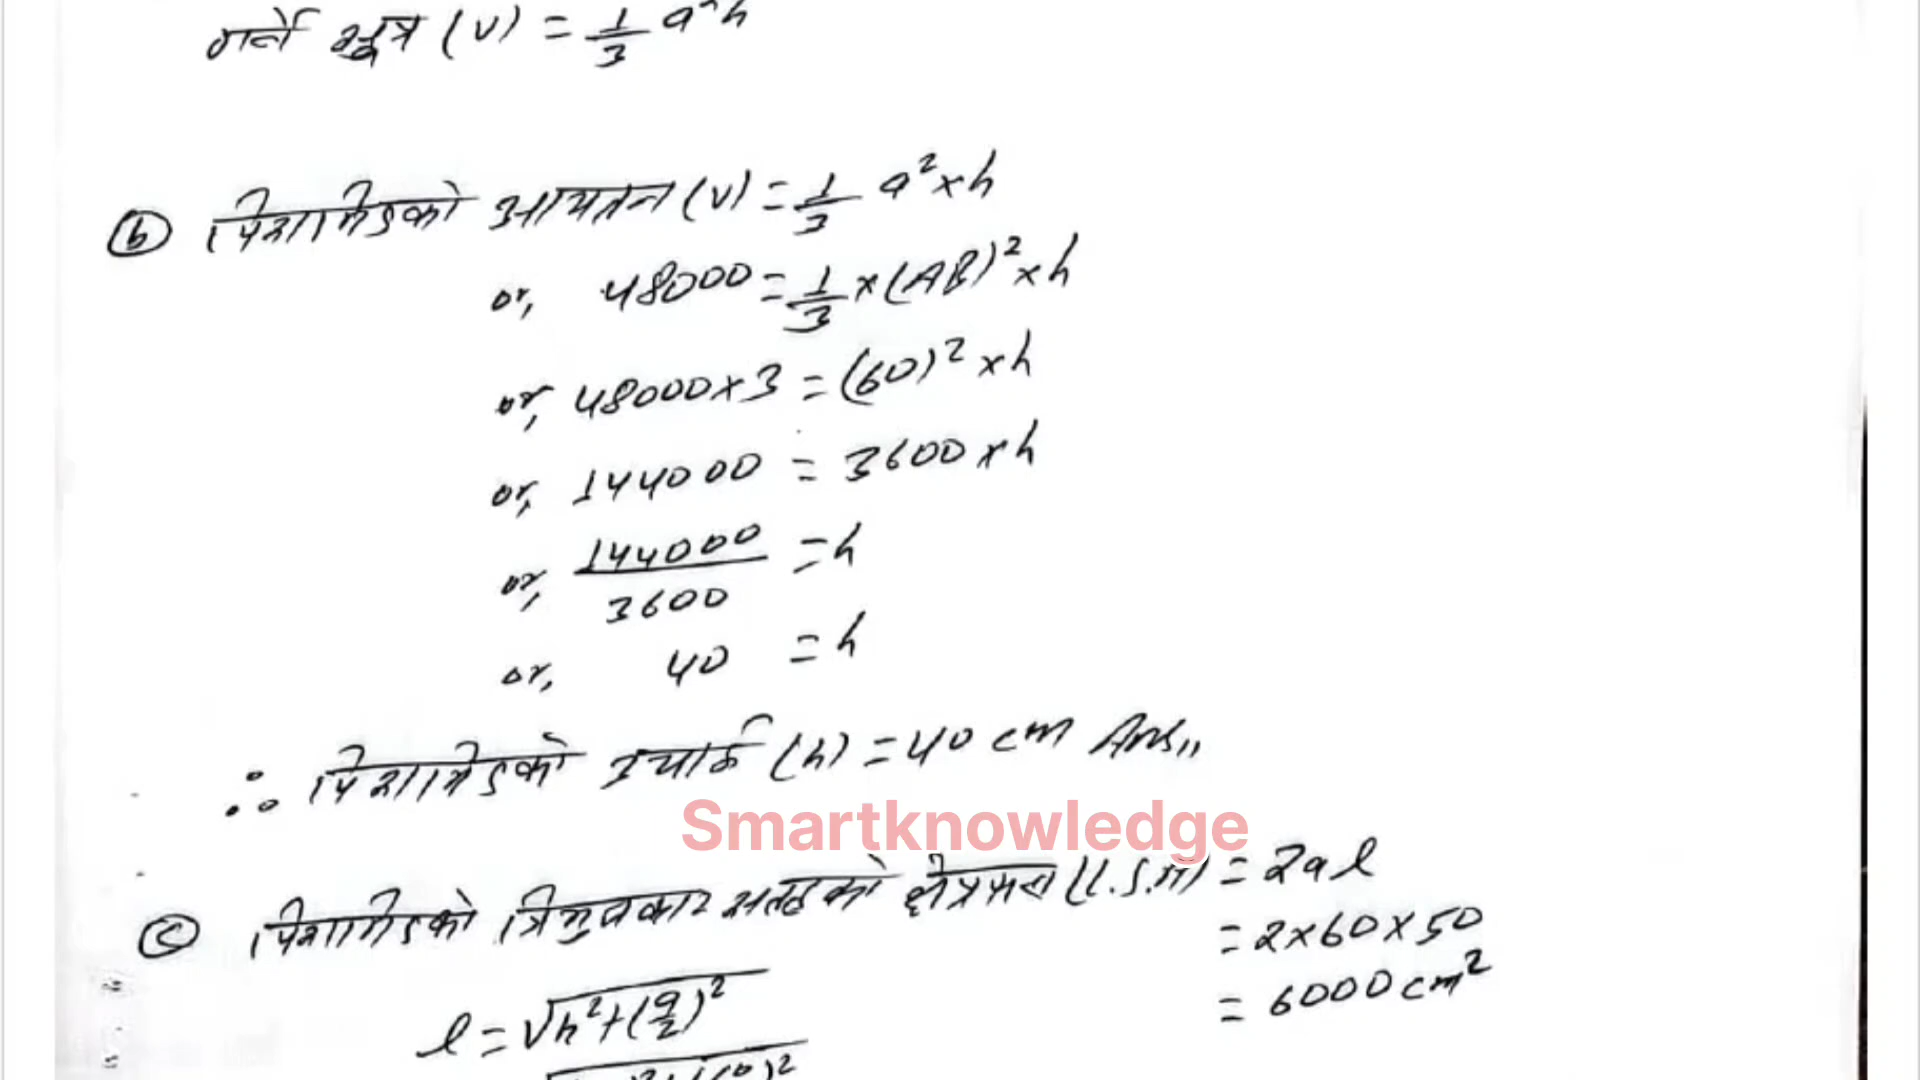 गर्ने सूत्र (V) = 1/3 a²h
ⓑ पिरामिडको आयतन (V) = 1/3 a² × h
or, 48000 = 1/3 × (AB)² × h
or, 48000 × 3 = (60)² × h
or, 144000 = 3600 × h
or, 144000/3600 = h
or, 40 = h
∴ पिरामिडको उचाई (h) = 40 cm Ans,,
Smartknowledge
ⓒ पिरामिडको त्रिभुजाकार सतहको क्षेत्रफल (L.S.A) = 2al
= 2×60×50
= 6000 cm²
l = √h² + (a/2)²